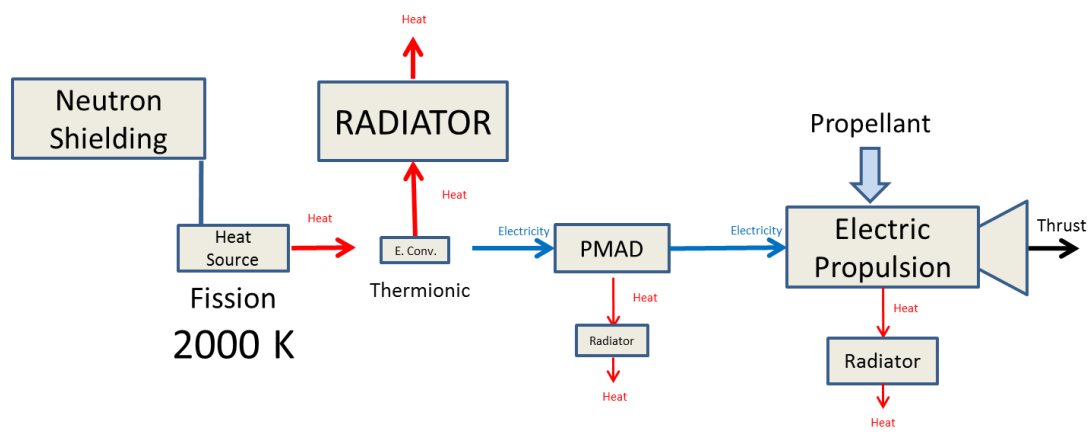 Heat
Neutron
Shielding
RADIATOR
Propellant
Heat
Heat
Source
Heat
E. Conv.
Electricity
PMAD
Electricity
Electric
Propulsion
Thrust
Fission
2000 K
Thermionic
Heat
Radiator
Heat
Heat
Radiator
Heat